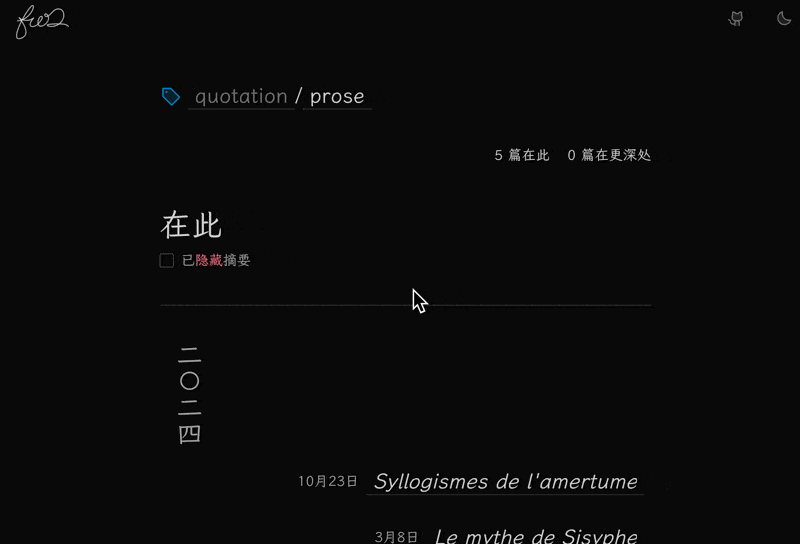 fw2
quotation / prose
5 篇在此 0 篇在更深处
在此
已隐藏摘要
二〇二四
10月23日 Syllogismes de l'amertume
3月8日 Le mythe de Sisyphe